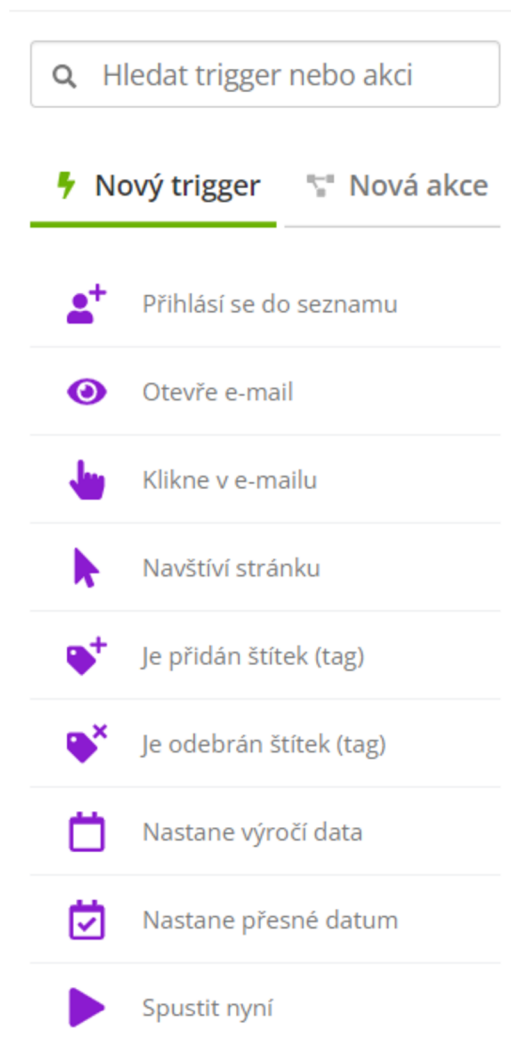 Hledat trigger nebo akci
Nový trigger
Nová akce
Přihlásí se do seznamu
Otevře e-mail
Klikne v e-mailu
Navštíví stránku
Je přidán štítek (tag)
Je odebrán štítek (tag)
Nastane výročí data
Nastane přesné datum
Spustit nyní